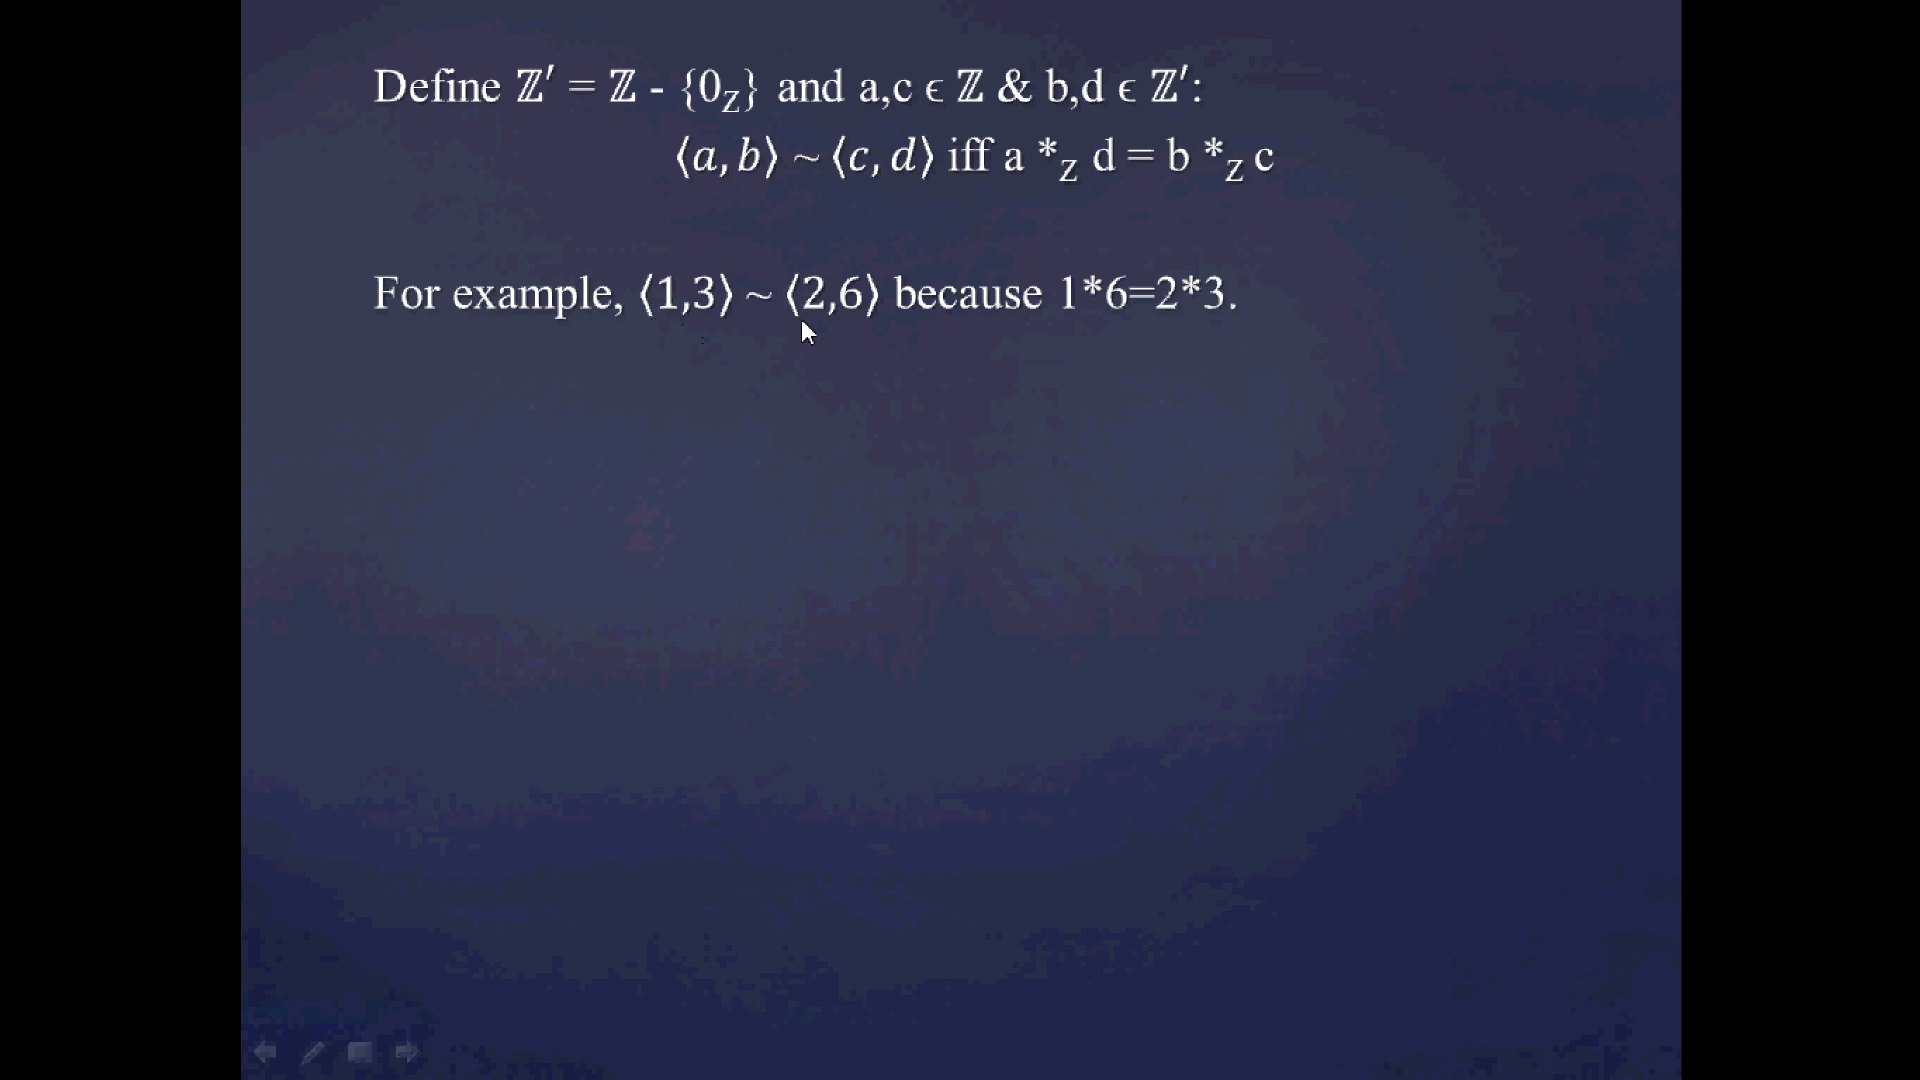 Define ℤ′ = ℤ - {0_Z} and a,c ϵ ℤ & b,d ϵ ℤ′:
⟨a, b⟩ ~ ⟨c, d⟩ iff a *_Z d = b *_Z c
For example, ⟨1,3⟩ ~ ⟨2,6⟩ because 1*6=2*3.